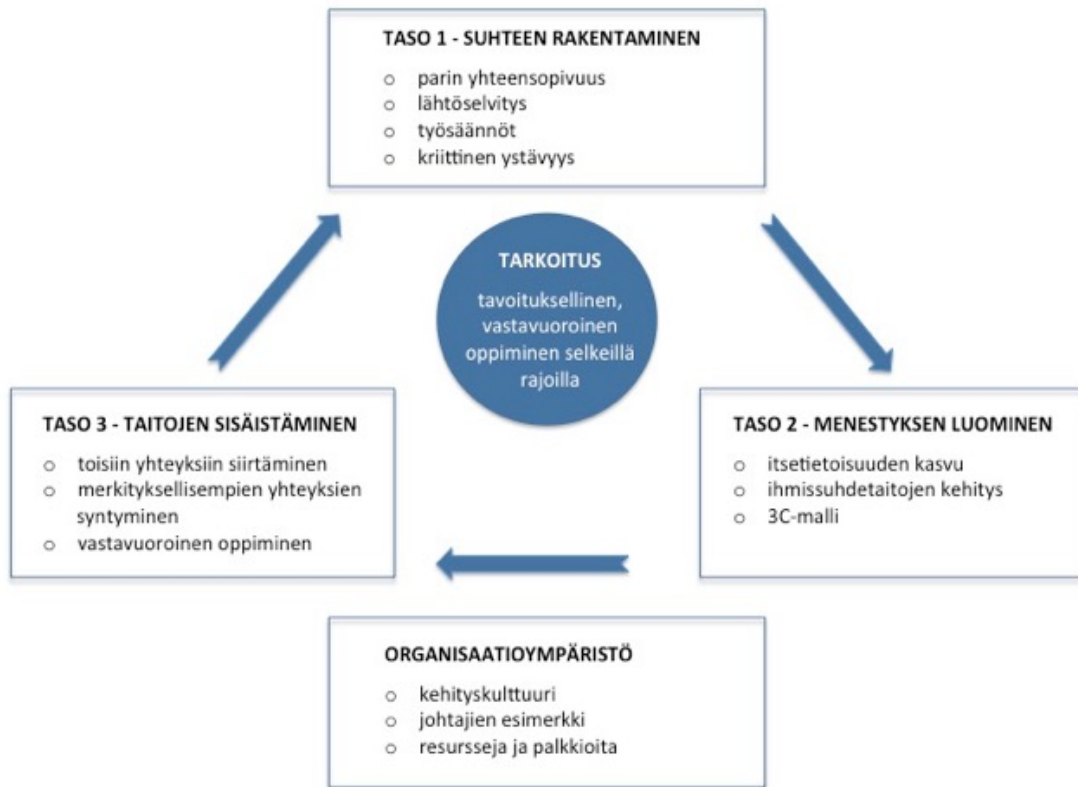 TASO 1 - SUHTEEN RAKENTAMINEN
o parin yhteensopivuus
o lähtöselvitys
o työsäännöt
o kriittinen ystävyys
TARKOITUS
tavoituksellinen,
vastavuoroinen
oppiminen selkeillä
rajoilla
TASO 2 - MENESTYKSEN LUOMINEN
o itsetietoisuuden kasvu
o ihmissuhdetaitojen kehitys
o 3C-malli
TASO 3 - TAITOJEN SISÄISTÄMINEN
o toisiin yhteyksiin siirtäminen
o merkityksellisempien yhteyksien
syntyminen
o vastavuoroinen oppiminen
ORGANISAATIOYMPÄRISTÖ
o kehityskulttuuri
o johtajien esimerkki
o resursseja ja palkkioita